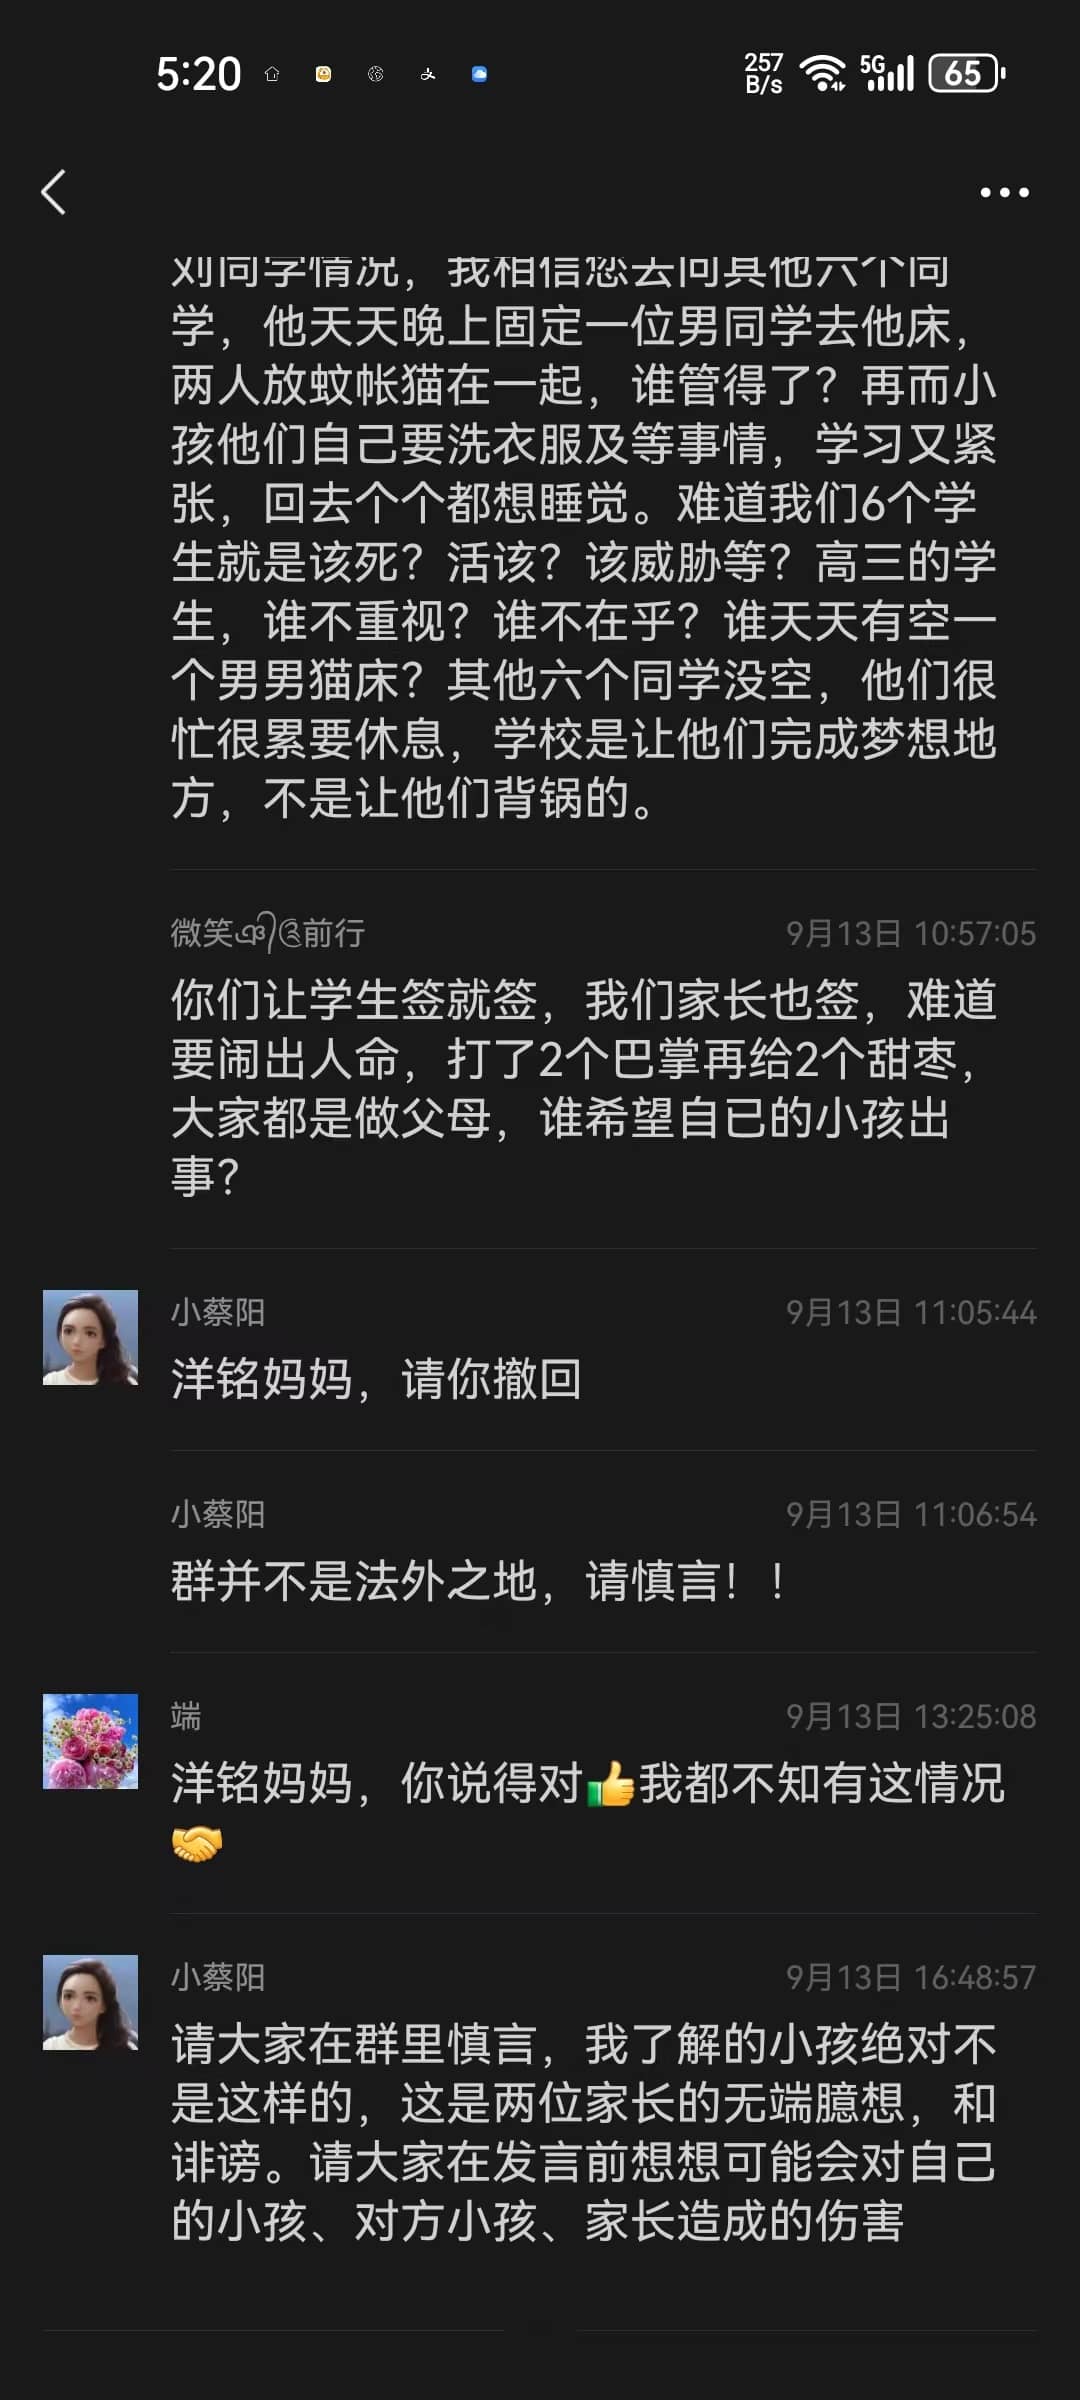 5:20
257
B/s
5G
65
刘同学情况，我相信您去问其他六个同
学，他天天晚上固定一位男同学去他床，
两人放蚊帐猫在一起，谁管得了？再而小
孩他们自己要洗衣服及等事情，学习又紧
张，回去个个都想睡觉。难道我们6个学
生就是该死？活该？该威胁等？高三的学
生，谁不重视？谁不在乎？谁天天有空一
个男男猫床？其他六个同学没空，他们很
忙很累要休息，学校是让他们完成梦想地
方，不是让他们背锅的。
微笑 前行
9月13日 10:57:05
你们让学生签就签，我们家长也签，难道
要闹出人命，打了2个巴掌再给2个甜枣，
大家都是做父母，谁希望自已的小孩出
事？
小蔡阳
9月13日 11:05:44
洋铭妈妈，请你撤回
小蔡阳
9月13日 11:06:54
群并不是法外之地，请慎言！！
端
9月13日 13:25:08
洋铭妈妈，你说得对👍我都不知有这情况
🤝
小蔡阳
9月13日 16:48:57
请大家在群里慎言，我了解的小孩绝对不
是这样的，这是两位家长的无端臆想，和
诽谤。请大家在发言前想想可能会对自己
的小孩、对方小孩、家长造成的伤害